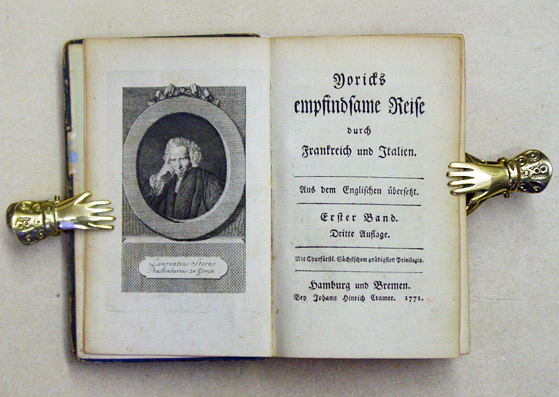 Laurentius Sterne
Praebendarius in Yorck
Yoricks
empfindsame Reise
durch
Frankreich und Italien.
Aus dem Englischen übersetzt.
Erster Band.
Dritte Auflage.
Mit Churfürstl. Sächsischem gnädigsten Privilegio.
Hamburg und Bremen.
Bey Johann Hinrich Cramer. 1771.